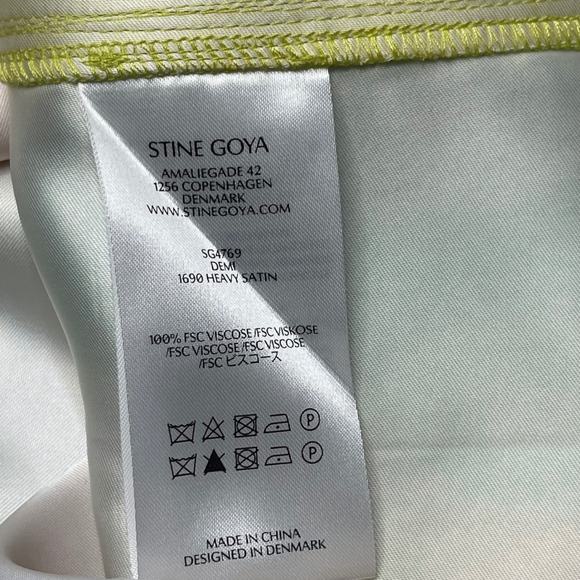 STINE GOYA
AMALIEGADE 42
1256 COPENHAGEN
DENMARK
WWW.STINEGOYA.COM
SG4769
DEMI
1690 HEAVY SATIN
100% FSC VISCOSE/FSC VISKOSE
/FSC VISCOSE/FSC VISCOSE
/FSC ビスコース
P
P
MADE IN CHINA
DESIGNED IN DENMARK